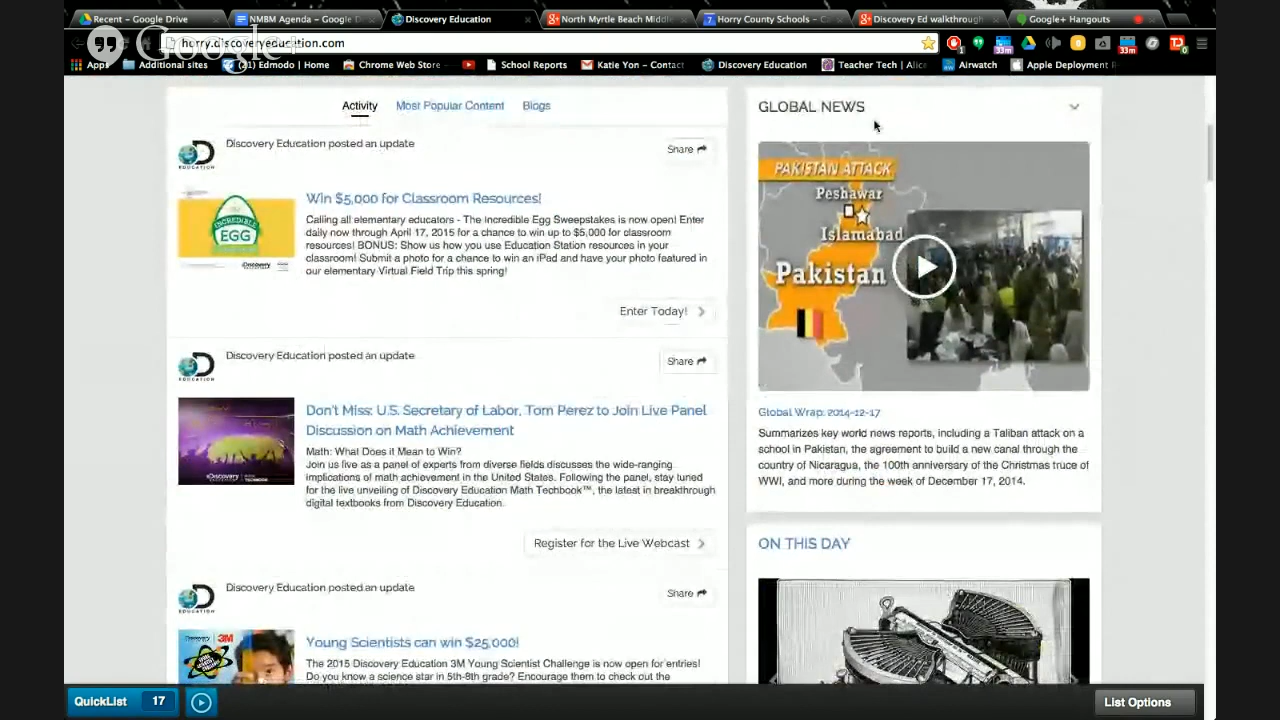 Recent – Google Drive
NMBM Agenda – Google D
Discovery Education
North Myrtle Beach Middle
Horry County Schools – Ca
Discovery Ed walkthrough
Google+ Hangouts
Google+
horry.discoveryeducation.com
Apps
Additional sites
(31) Edmodo | Home
Chrome Web Store
School Reports
Katie Yon – Contact
Discovery Education
Teacher Tech | Alice
Airwatch
Apple Deployment
Activity
Most Popular Content
Blogs
Discovery Education posted an update
Share
INCREDIBLE
EGG
Win $5,000 for Classroom Resources!
Calling all elementary educators - The Incredible Egg Sweepstakes is now open! Enter
daily now through April 17, 2015 for a chance to win up to $5,000 for classroom
resources! BONUS: Show us how you use Education Station resources in your
classroom! Submit a photo for a chance to win an iPad and have your photo featured in
our elementary Virtual Field Trip this spring!
Enter Today!
Discovery Education posted an update
Share
Don't Miss: U.S. Secretary of Labor, Tom Perez to Join Live Panel
Discussion on Math Achievement
Math: What Does it Mean to Win?
Join us live as a panel of experts from diverse fields discusses the wide-ranging
implications of math achievement in the United States. Following the panel, stay tuned
for the live unveiling of Discovery Education Math Techbook™, the latest in breakthrough
digital textbooks from Discovery Education.
Register for the Live Webcast
Discovery Education posted an update
Share
3M
Young Scientists can win $25,000!
The 2015 Discovery Education 3M Young Scientist Challenge is now open for entries!
Do you know a science star in 5th-8th grade? Encourage them to check out the
GLOBAL NEWS
PAKISTAN ATTACK
Peshawar
Islamabad
Pakistan
Global Wrap: 2014-12-17
Summarizes key world news reports, including a Taliban attack on a
school in Pakistan, the agreement to build a new canal through the
country of Nicaragua, the 100th anniversary of the Christmas truce of
WWI, and more during the week of December 17, 2014.
ON THIS DAY
QuickList 17
List Options